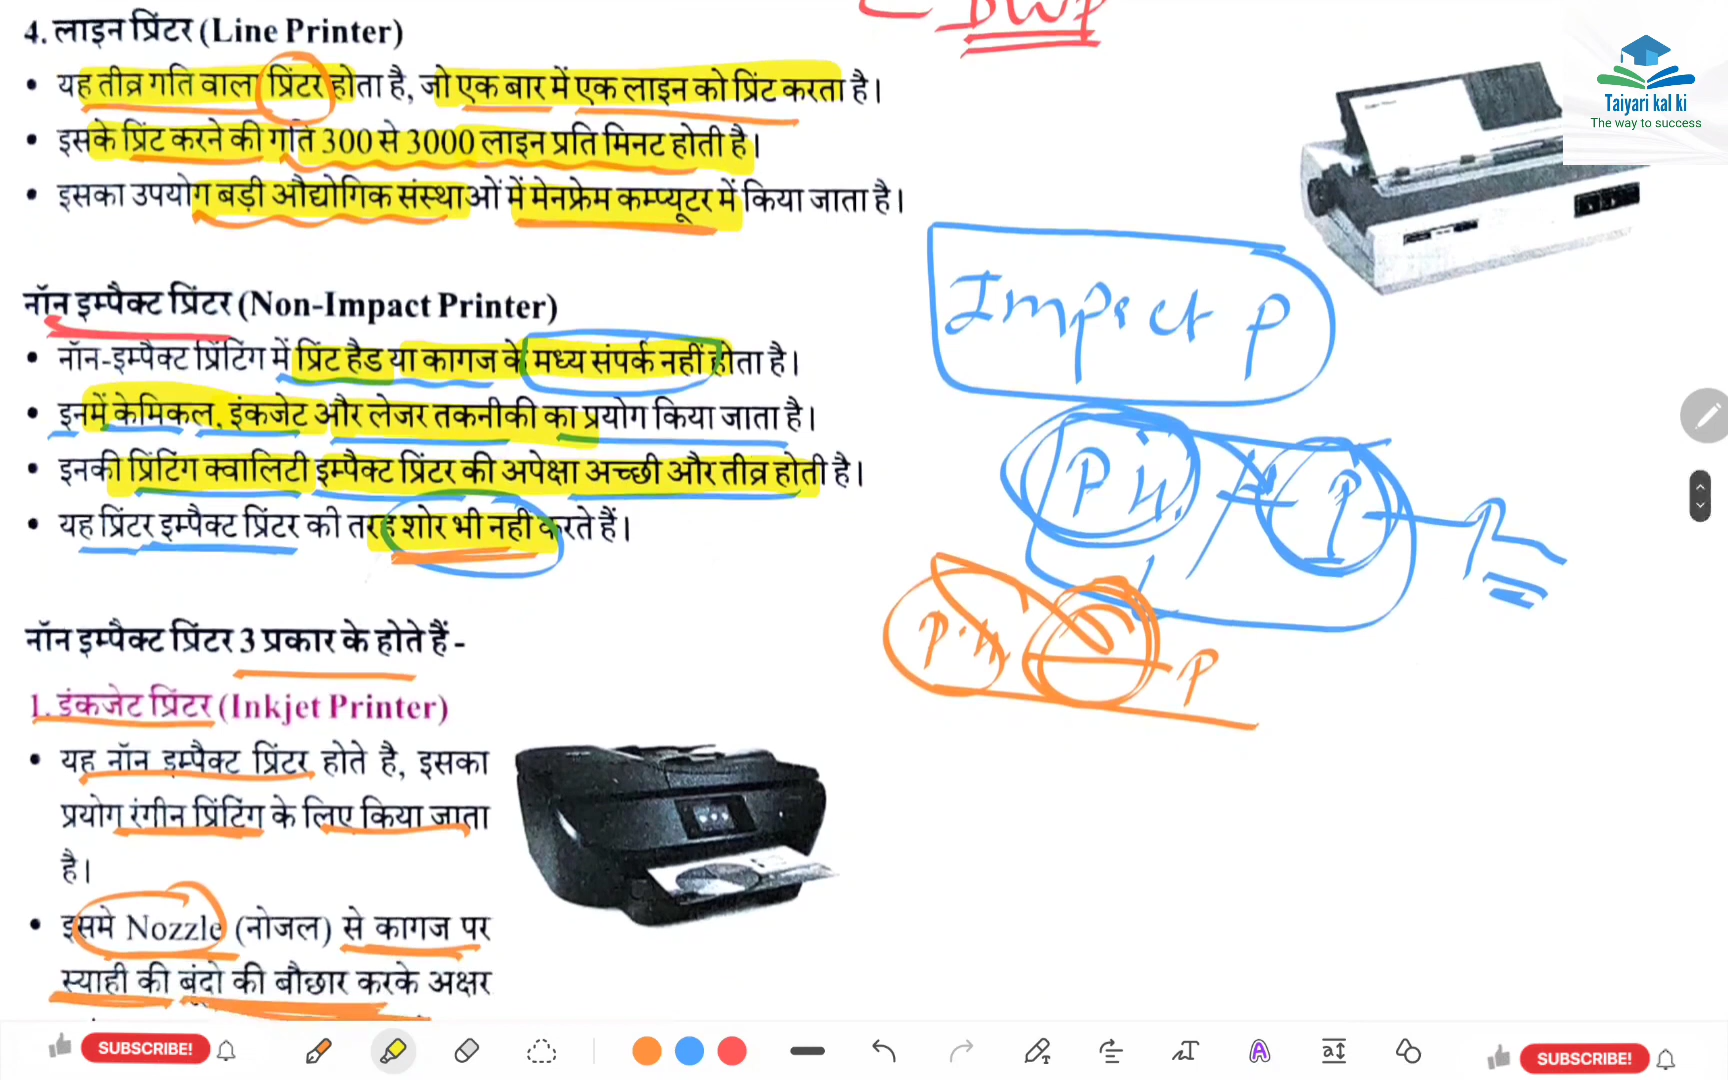 4. लाइन प्रिंटर (Line Printer)
• यह तीव्र गति वाला प्रिंटर होता है, जो एक बार में एक लाइन को प्रिंट करता है।
• इसके प्रिंट करने की गति 300 से 3000 लाइन प्रति मिनट होती है।
• इसका उपयोग बड़ी औद्योगिक संस्थाओं में मेनफ्रेम कम्प्यूटर में किया जाता है।
Taiyari kal ki
The way to success
नॉन इम्पैक्ट प्रिंटर (Non-Impact Printer)
• नॉन-इम्पैक्ट प्रिंटिंग में प्रिंट हैड या कागज के मध्य संपर्क नहीं होता है।
• इनमें केमिकल, इंकजेट और लेजर तकनीकी का प्रयोग किया जाता है।
• इनकी प्रिंटिंग क्वालिटी इम्पैक्ट प्रिंटर की अपेक्षा अच्छी और तीव्र होती है।
• यह प्रिंटर इम्पैक्ट प्रिंटर की तरह शोर भी नही करते हैं।
Impact P
P.H.
P
P.H
P
नॉन इम्पैक्ट प्रिंटर 3 प्रकार के होते हैं -
1. इंकजेट प्रिंटर (Inkjet Printer)
• यह नॉन इम्पैक्ट प्रिंटर होते है, इसका
प्रयोग रंगीन प्रिंटिंग के लिए किया जाता
है।
• इसमे Nozzle (नोजल) से कागज पर
स्याही की बूंदो की बौछार करके अक्षर
SUBSCRIBE!
SUBSCRIBE!